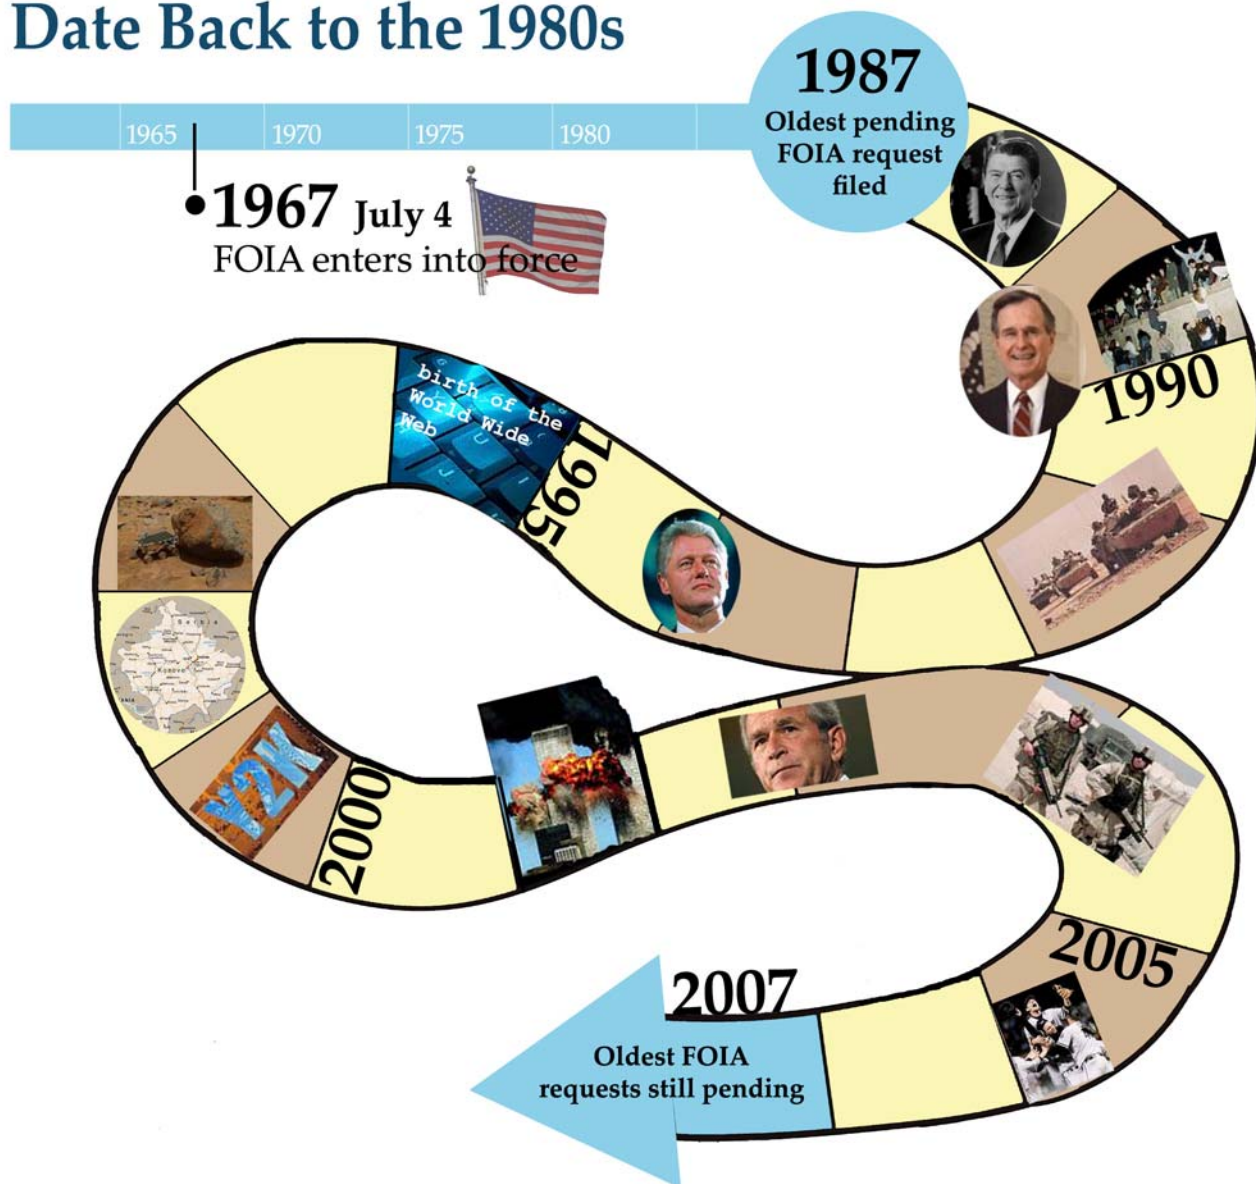 Date Back to the 1980s
1965
1970
1975
1980
1987
Oldest pending
FOIA request
filed
1967 July 4
FOIA enters into force
1990
birth of the
World Wide
Web
1995
Serbia
Kosovo
Y2K
2000
2005
2007
Oldest FOIA
requests still pending